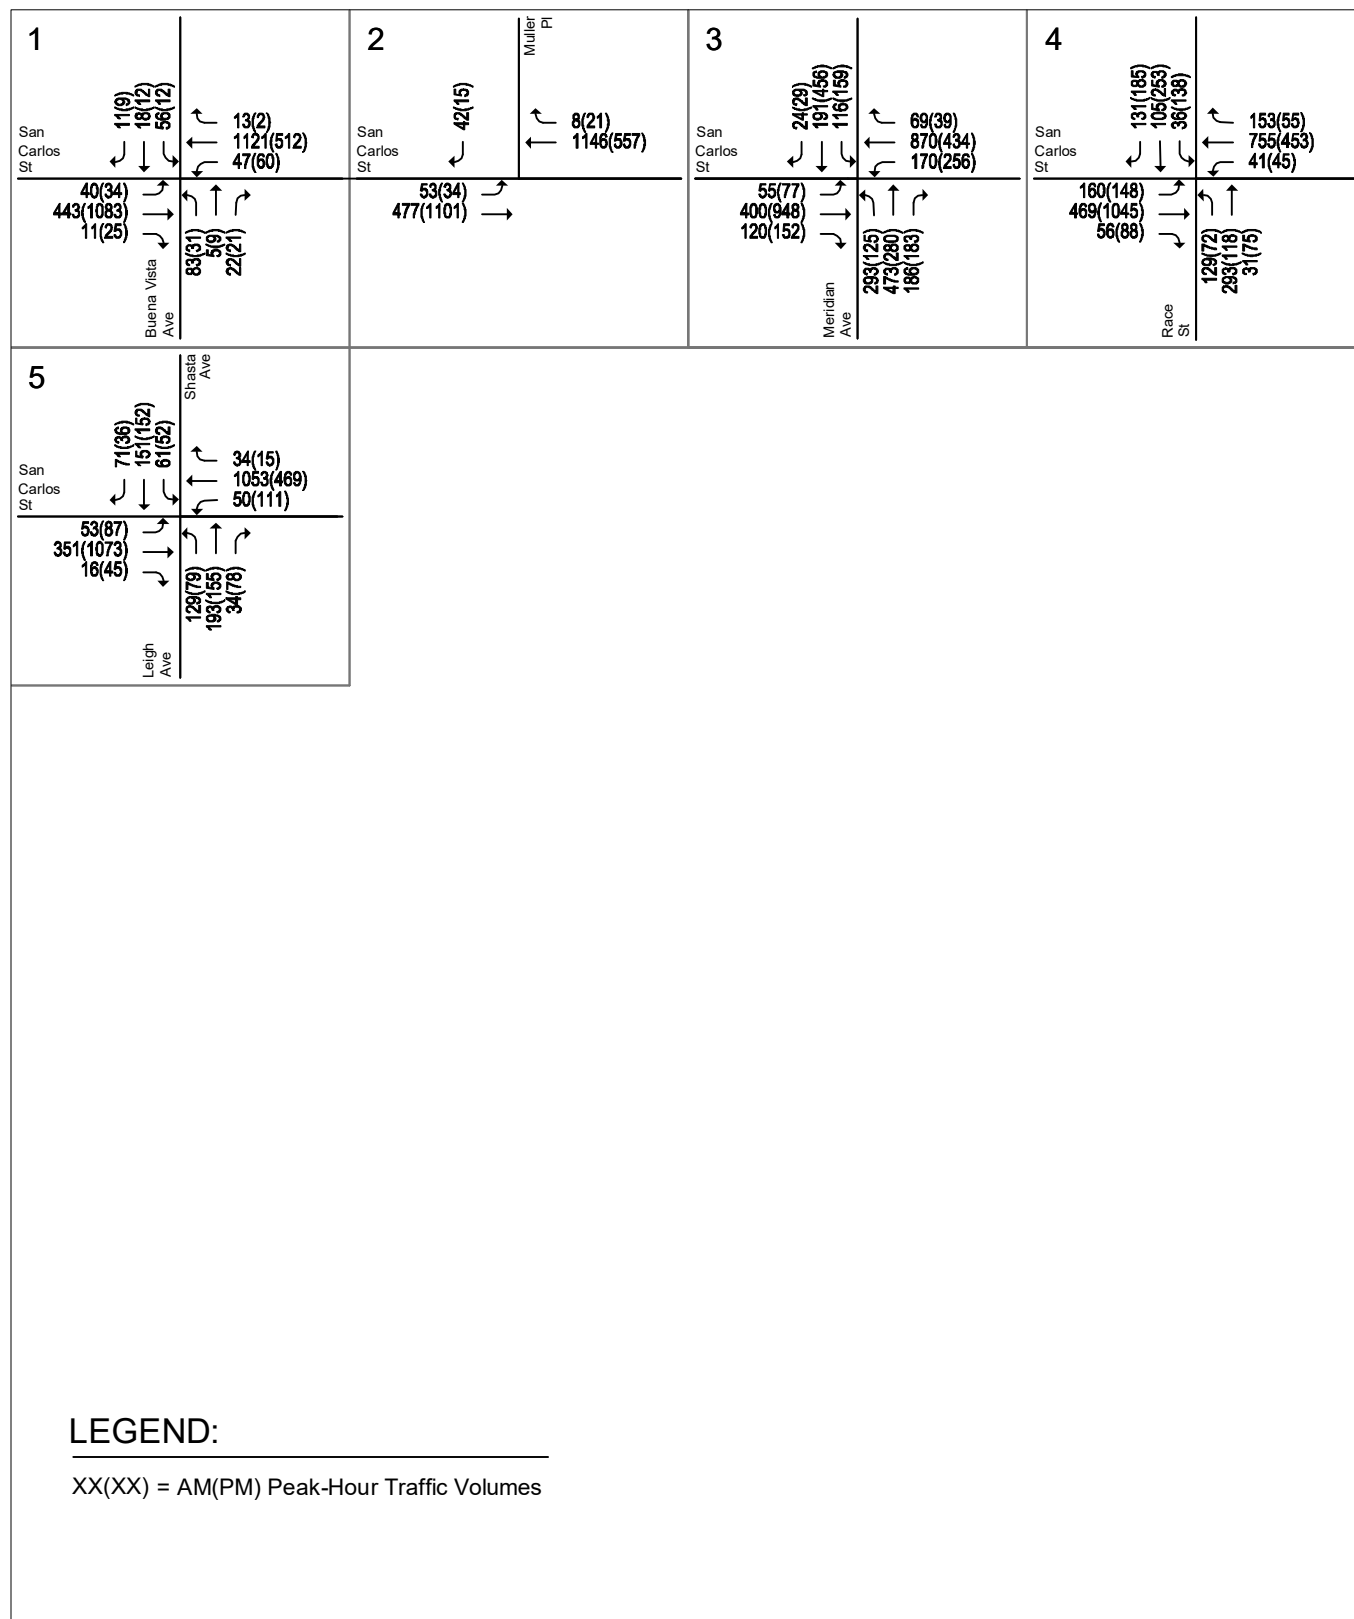 1
San
Carlos
St
11(9)
18(12)
56(12)
13(2)
1121(512)
47(60)
40(34)
443(1083)
11(25)
83(31)
5(9)
22(21)
Buena Vista
Ave
2
Muller
Pl
San
Carlos
St
42(15)
8(21)
1146(557)
53(34)
477(1101)
3
San
Carlos
St
24(29)
191(456)
116(159)
69(39)
870(434)
170(256)
55(77)
400(948)
120(152)
293(125)
473(280)
186(183)
Meridian
Ave
4
San
Carlos
St
131(185)
105(253)
36(138)
153(55)
755(453)
41(45)
160(148)
469(1045)
56(88)
129(72)
293(118)
31(75)
Race
St
5
Shasta
Ave
San
Carlos
St
71(36)
151(152)
61(52)
34(15)
1053(469)
50(111)
53(87)
351(1073)
16(45)
129(79)
193(155)
34(78)
Leigh
Ave
LEGEND:
XX(XX) = AM(PM) Peak-Hour Traffic Volumes